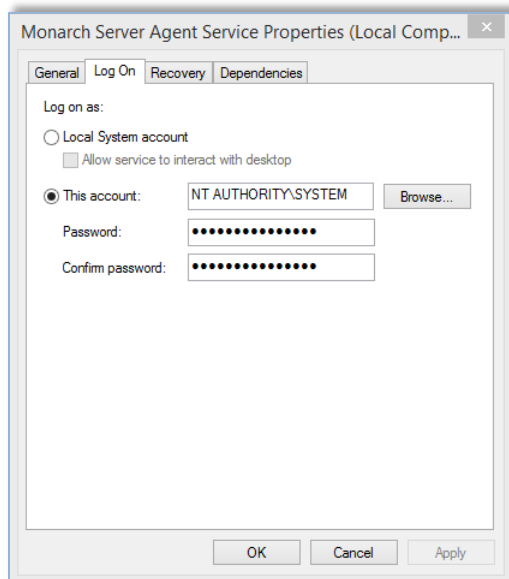 Monarch Server Agent Service Properties (Local Comp...
General Log On Recovery Dependencies
Log on as:
Local System account
Allow service to interact with desktop
This account: NT AUTHORITY\SYSTEM Browse...
Password: •••••••••••••••
Confirm password: •••••••••••••••
OK Cancel Apply